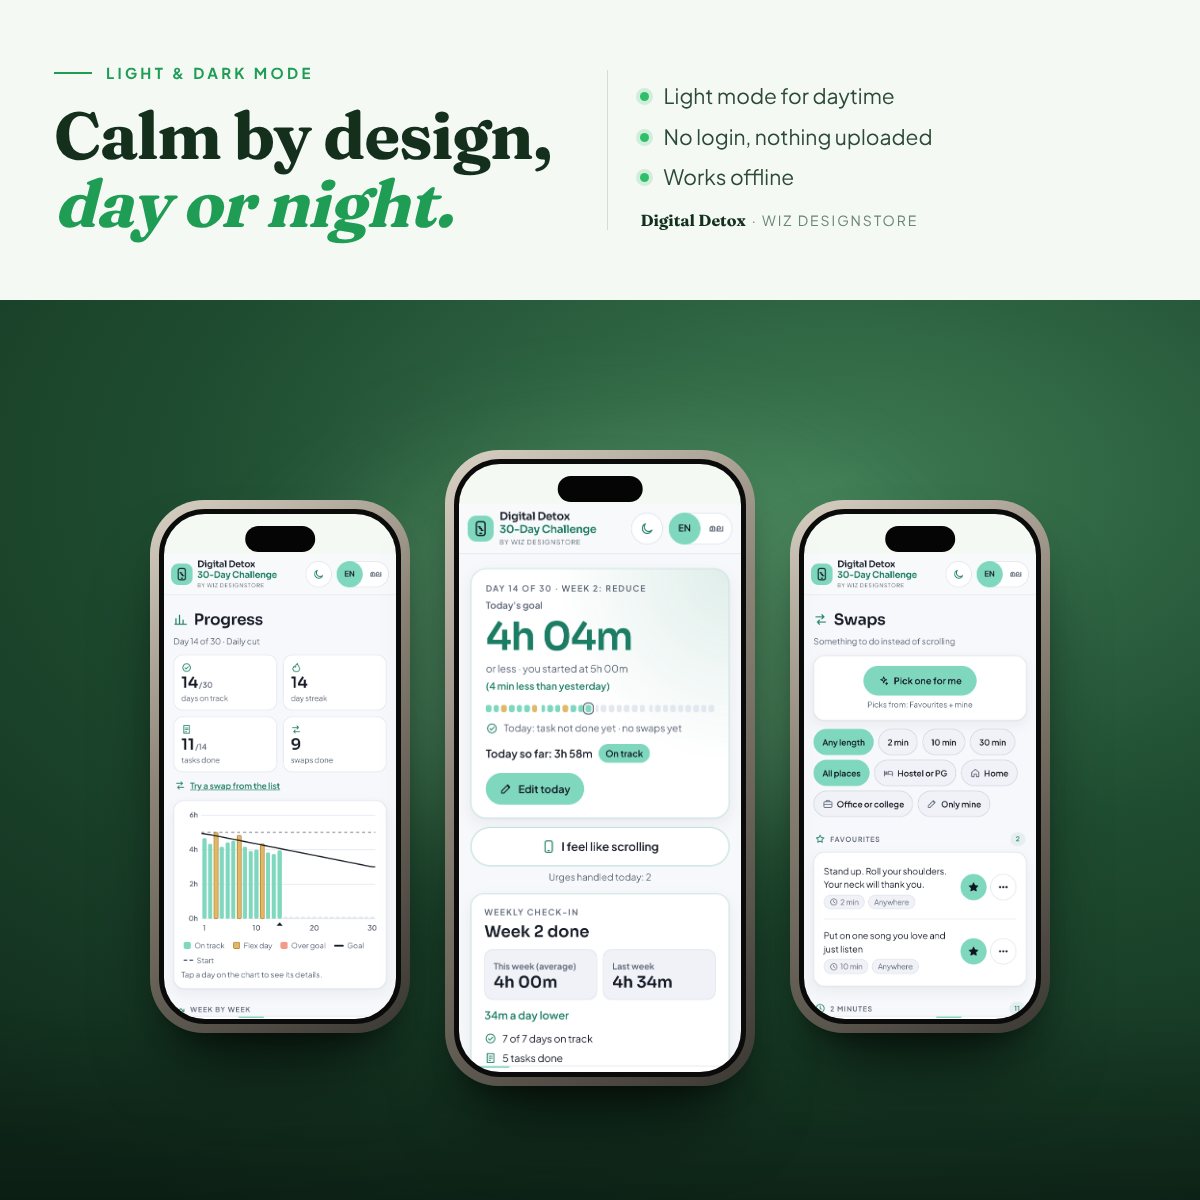 LIGHT & DARK MODE
Calm by design,
day or night.
Light mode for daytime
No login, nothing uploaded
Works offline
Digital Detox · WIZ DESIGNSTORE
Digital Detox
30-Day Challenge
BY WIZ DESIGNSTORE
EN
Progress
Day 14 of 30 · Daily cut
14/30
days on track
14
day streak
11/14
tasks done
9
swaps done
Try a swap from the list
6h
4h
2h
0h
1 10 20 30
On track Flex day Over goal Goal
Start
Tap a day on the chart to see its details.
WEEK BY WEEK
Digital Detox
30-Day Challenge
BY WIZ DESIGNSTORE
EN മല
DAY 14 OF 30 · WEEK 2: REDUCE
Today's goal
4h 04m
or less · you started at 5h 00m
(4 min less than yesterday)
Today: task not done yet · no swaps yet
Today so far: 3h 58m On track
Edit today
I feel like scrolling
Urges handled today: 2
WEEKLY CHECK-IN
Week 2 done
This week (average)
4h 00m
Last week
4h 34m
34m a day lower
7 of 7 days on track
5 tasks done
Digital Detox
30-Day Challenge
BY WIZ DESIGNSTORE
EN
Swaps
Something to do instead of scrolling
Pick one for me
Picks from: Favourites + mine
Any length 2 min 10 min 30 min
All places Hostel or PG Home
Office or college Only mine
FAVOURITES 2
Stand up. Roll your shoulders.
Your neck will thank you.
2 min Anywhere
Put on one song you love and
just listen
10 min Anywhere
2 MINUTES 11